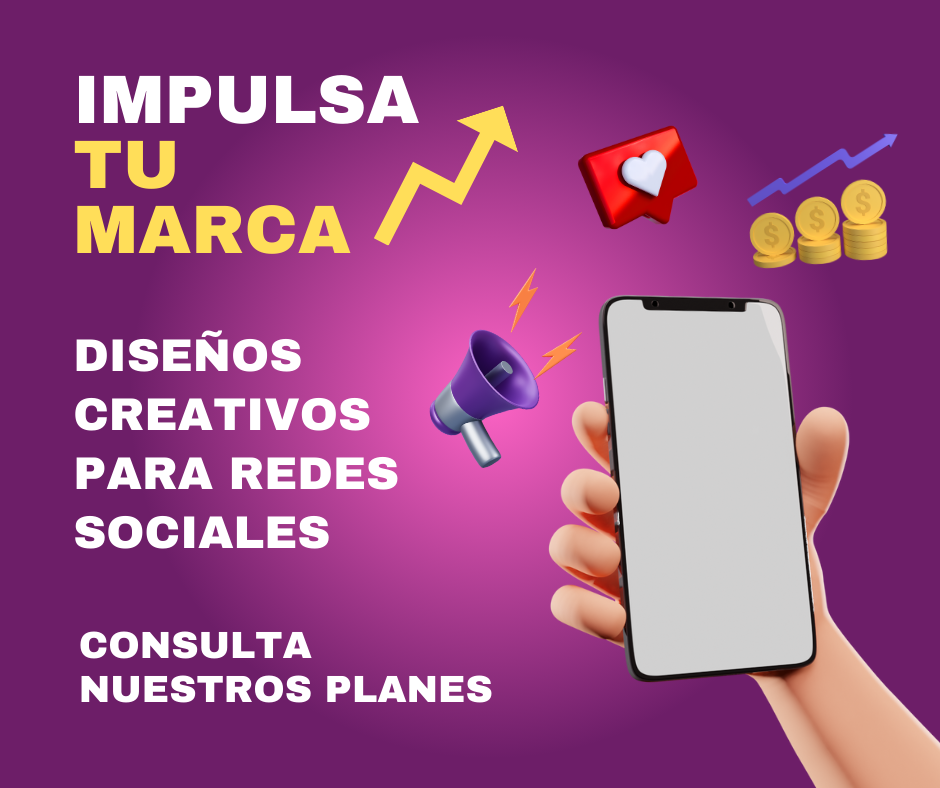 IMPULSA
TU
MARCA
DISEÑOS
CREATIVOS
PARA REDES
SOCIALES
CONSULTA
NUESTROS PLANES
$
$
$